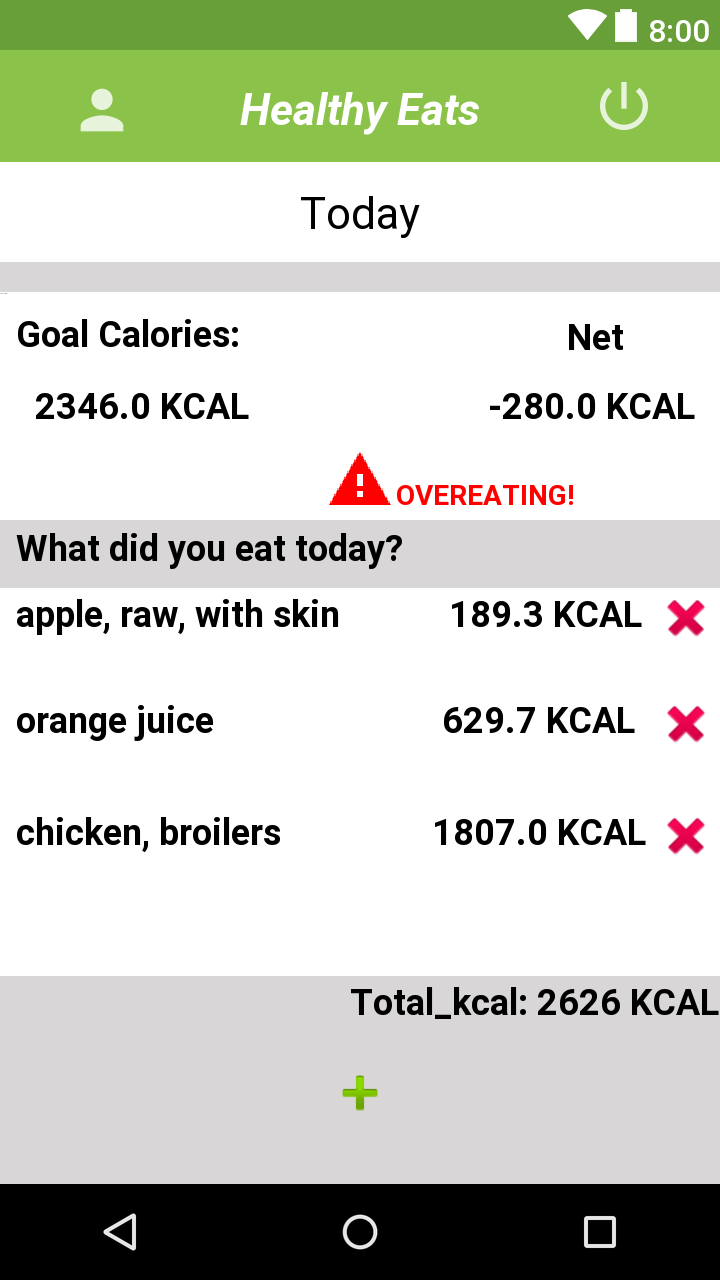 8:00
Healthy Eats
Today
Goal Calories:
Net
2346.0 KCAL
-280.0 KCAL
OVEREATING!
What did you eat today?
apple, raw, with skin 189.3 KCAL
orange juice 629.7 KCAL
chicken, broilers 1807.0 KCAL
Total_kcal: 2626 KCAL